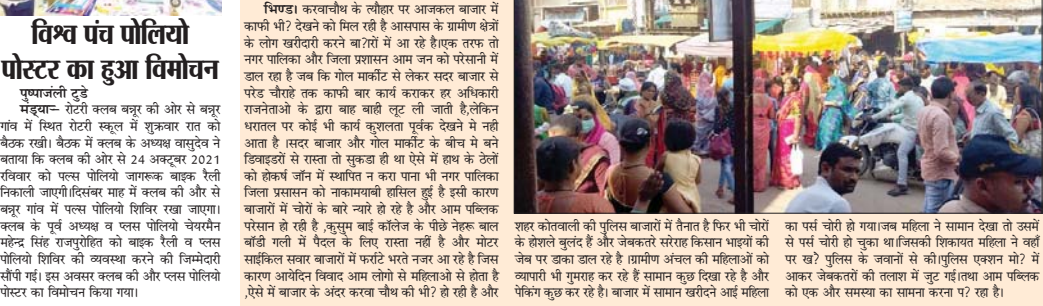 विश्व पंच पोलियो
पोस्टर का हुआ विमोचन
पुष्पाजंली टुडे
मंड्या– रोटरी क्लब बन्नूर की ओर से बन्नूर
गांव में स्थित रोटरी स्कूल में शुक्रवार रात को
बैठक रखी। बैठक में क्लब के अध्यक्ष वासुदेव ने
बताया कि क्लब की ओर से 24 अक्टूबर 2021
रविवार को पल्स पोलियो जागरूक बाइक रैली
निकाली जाएगी।दिसंबर माह में क्लब की और से
बन्नूर गांव में पल्स पोलियो शिविर रखा जाएगा।
क्लब के पूर्व अध्यक्ष व प्लस पोलियो चेयरमैन
महेन्द्र सिंह राजपुरोहित को बाइक रैली व प्लस
पोलियो शिविर की व्यवस्था करने की जिम्मेदारी
सौंपी गई। इस अवसर क्लब की और प्लस पोलियो
पोस्टर का विमोचन किया गया।
भिण्ड। करवाचौथ के त्यौहार पर आजकल बाजार में
काफी भी? देखने को मिल रही है आसपास के ग्रामीण क्षेत्रों
के लोग खरीदारी करने बा?ारों में आ रहे है।एक तरफ तो
नगर पालिका और जिला प्रशासन आम जन को परेसानी में
डाल रहा है जब कि गोल मार्कीट से लेकर सदर बाजार से
परेड चौराहे तक काफी बार कार्य कराकर हर अधिकारी
राजनेताओ के द्वारा बाह बाही लूट ली जाती है,लेकिन
धरातल पर कोई भी कार्य कुशलता पूर्वक देखने मे नही
आता है ।सदर बाजार और गोल मार्कीट के बीच मे बने
डिवाइडरों से रास्ता तो सुकडा ही था ऐसे में हाथ के ठेलों
को होकर्ष जॉन में स्थापित न करा पाना भी नगर पालिका
जिला प्रसासन को नाकामयाबी हासिल हुई है इसी कारण
बाजारों में चोरों के बारे न्यारे हो रहे है और आम पब्लिक
परेसान हो रही है ,कुसुम बाई कॉलेज के पीछे नेहरू बाल
बॉडी गली में पैदल के लिए रास्ता नहीं है और मोटर
साईकिल सवार बाजारों में फर्राटे भरते नजर आ रहे है जिस
कारण आयेदिन विवाद आम लोगो से महिलाओ से होता है
,ऐसे में बाजार के अंदर करवा चौथ की भी? हो रही है और
शहर कोतवाली की पुलिस बाजारों में तैनात है फिर भी चोरों
के होशले बुलंद हैं और जेबकतरे सरेराह किसान भाइयों की
जेब पर डाका डाल रहे है ।ग्रामीण अंचल की महिलाओं को
व्यापारी भी गुमराह कर रहे हैं सामान कुछ दिखा रहे है और
पेकिंग कुछ कर रहे है। बाजार में सामान खरीदने आई महिला
का पर्स चोरी हो गया।जब महिला ने सामान देखा तो उसमें
से पर्स चोरी हो चुका था।जिसकी शिकायत महिला ने वहाँ
पर ख? पुलिस के जवानों से की।पुलिस एक्शन मो? में
आकर जेबकतरों की तलाश में जुट गई।तथा आम पब्लिक
को एक और समस्या का सामना करना प? रहा है।